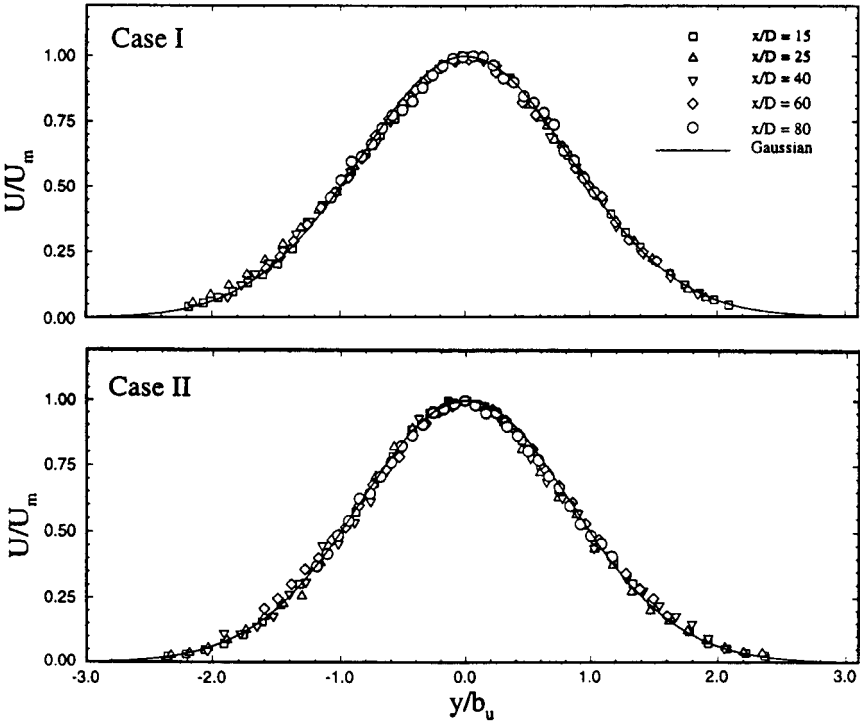 Case I
x/D = 15
x/D = 25
x/D = 40
x/D = 60
x/D = 80
Gaussian
1.00
0.75
0.50
0.25
0.00
U/U_m
Case II
1.00
0.75
0.50
0.25
0.00
U/U_m
-3.0
-2.0
-1.0
0.0
1.0
2.0
3.0
y/b_u